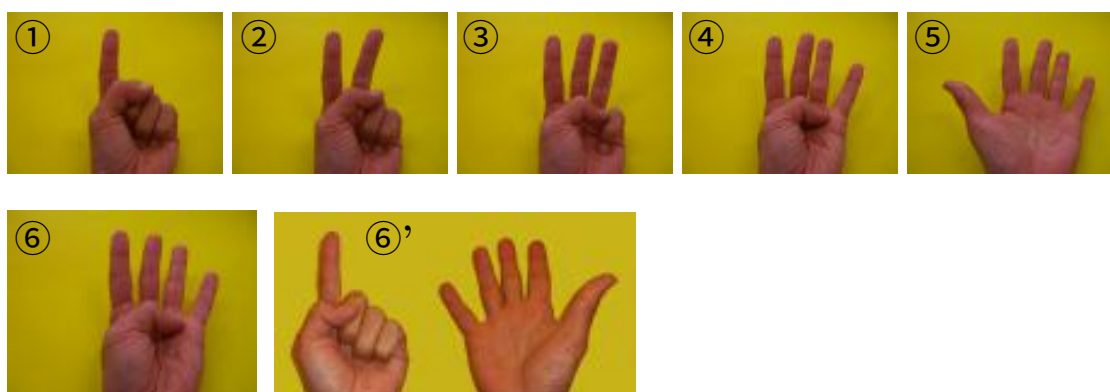 ① ② ③ ④ ⑤
⑥ ⑥’